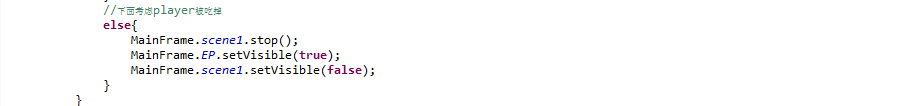 //下面考虑player被吃掉
else{
MainFrame.scene1.stop();
MainFrame.EP.setVisible(true);
MainFrame.scene1.setVisible(false);
}
}